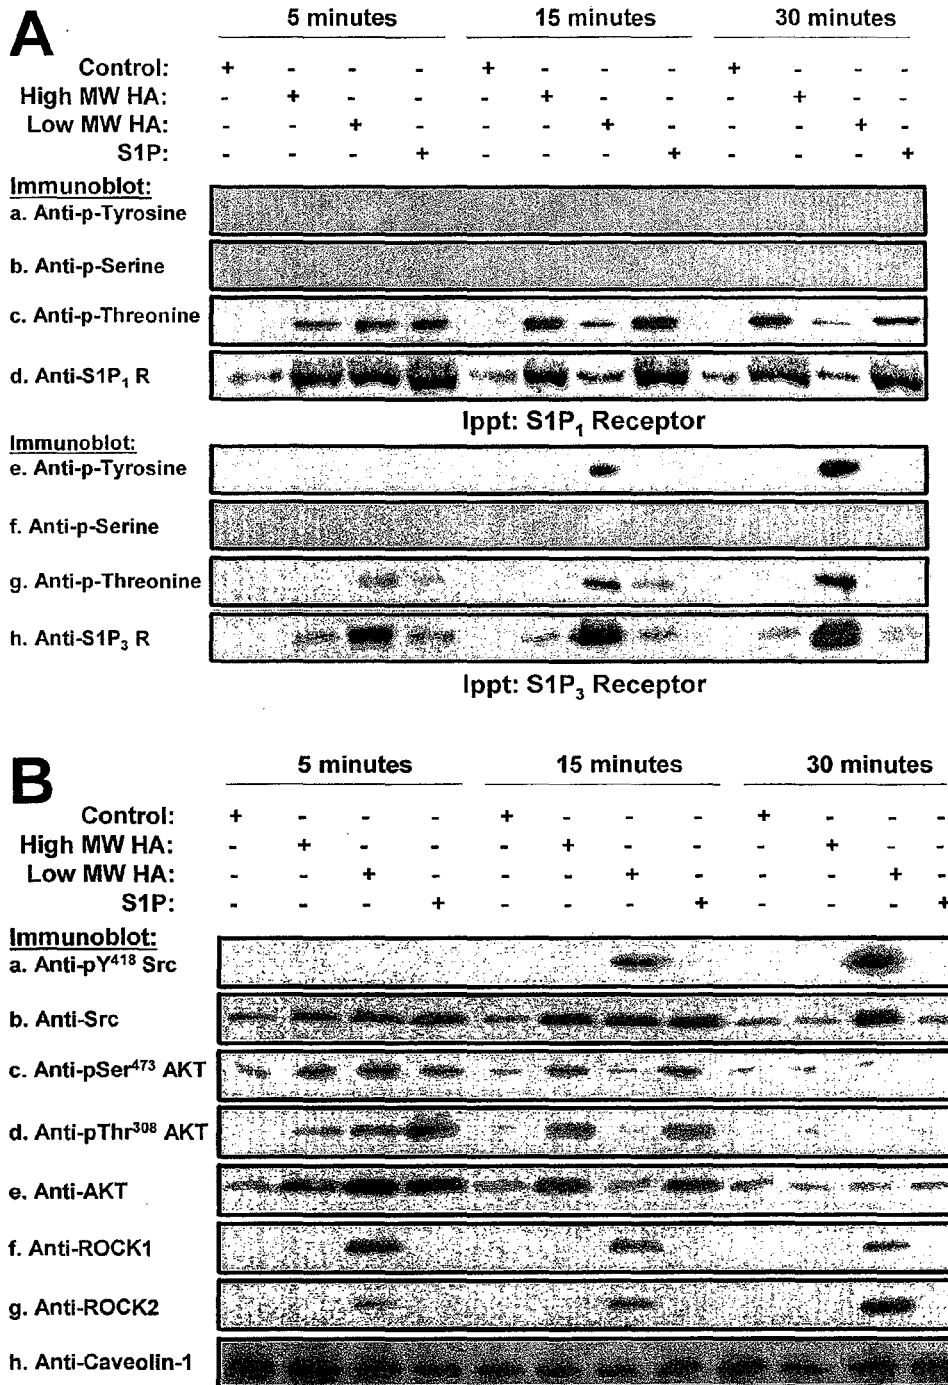 A
5 minutes 15 minutes 30 minutes
Control: + - - - + - - - + - - -
High MW HA: - + - - - + - - - + - -
Low MW HA: - - + - - - + - - - + -
S1P: - - - + - - - + - - - +
Immunoblot:
a. Anti-p-Tyrosine
b. Anti-p-Serine
c. Anti-p-Threonine
d. Anti-S1P₁ R
Ippt: S1P₁ Receptor
Immunoblot:
e. Anti-p-Tyrosine
f. Anti-p-Serine
g. Anti-p-Threonine
h. Anti-S1P₃ R
Ippt: S1P₃ Receptor
B
5 minutes 15 minutes 30 minutes
Control: + - - - + - - - + - - -
High MW HA: - + - - - + - - - + - -
Low MW HA: - - + - - - + - - - + -
S1P: - - - + - - - + - - - +
Immunoblot:
a. Anti-pY⁴¹⁸ Src
b. Anti-Src
c. Anti-pSer⁴⁷³ AKT
d. Anti-pThr³⁰⁸ AKT
e. Anti-AKT
f. Anti-ROCK1
g. Anti-ROCK2
h. Anti-Caveolin-1